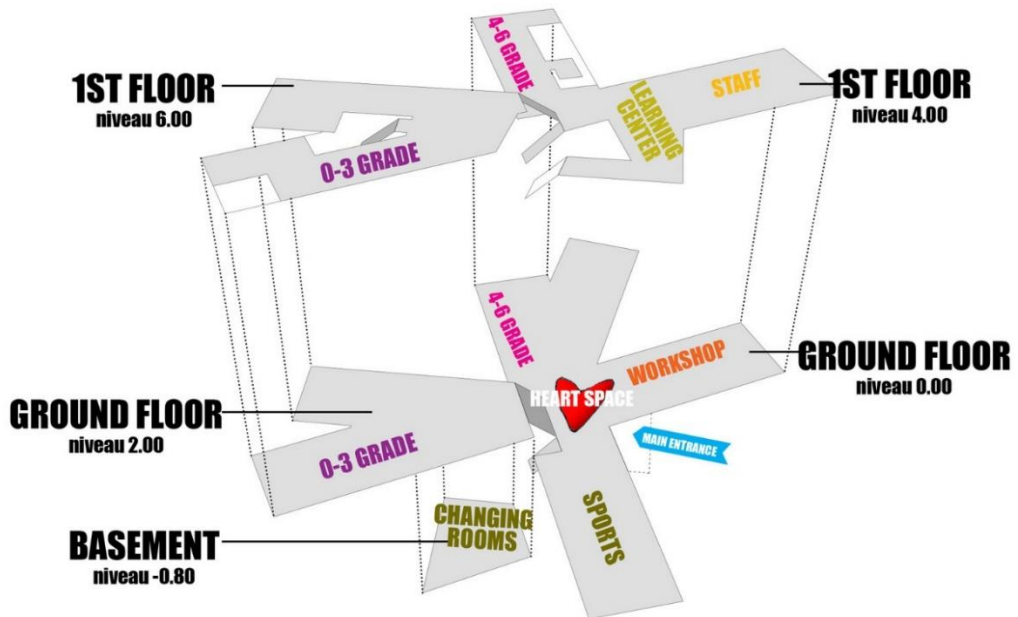 4-6 GRADE
1ST FLOOR
niveau 6.00
STAFF
1ST FLOOR
niveau 4.00
LEARNING
CENTER
0-3 GRADE
4-6 GRADE
WORKSHOP
GROUND FLOOR
niveau 0.00
HEART SPACE
GROUND FLOOR
niveau 2.00
MAIN ENTRANCE
0-3 GRADE
SPORTS
CHANGING
ROOMS
BASEMENT
niveau -0.80